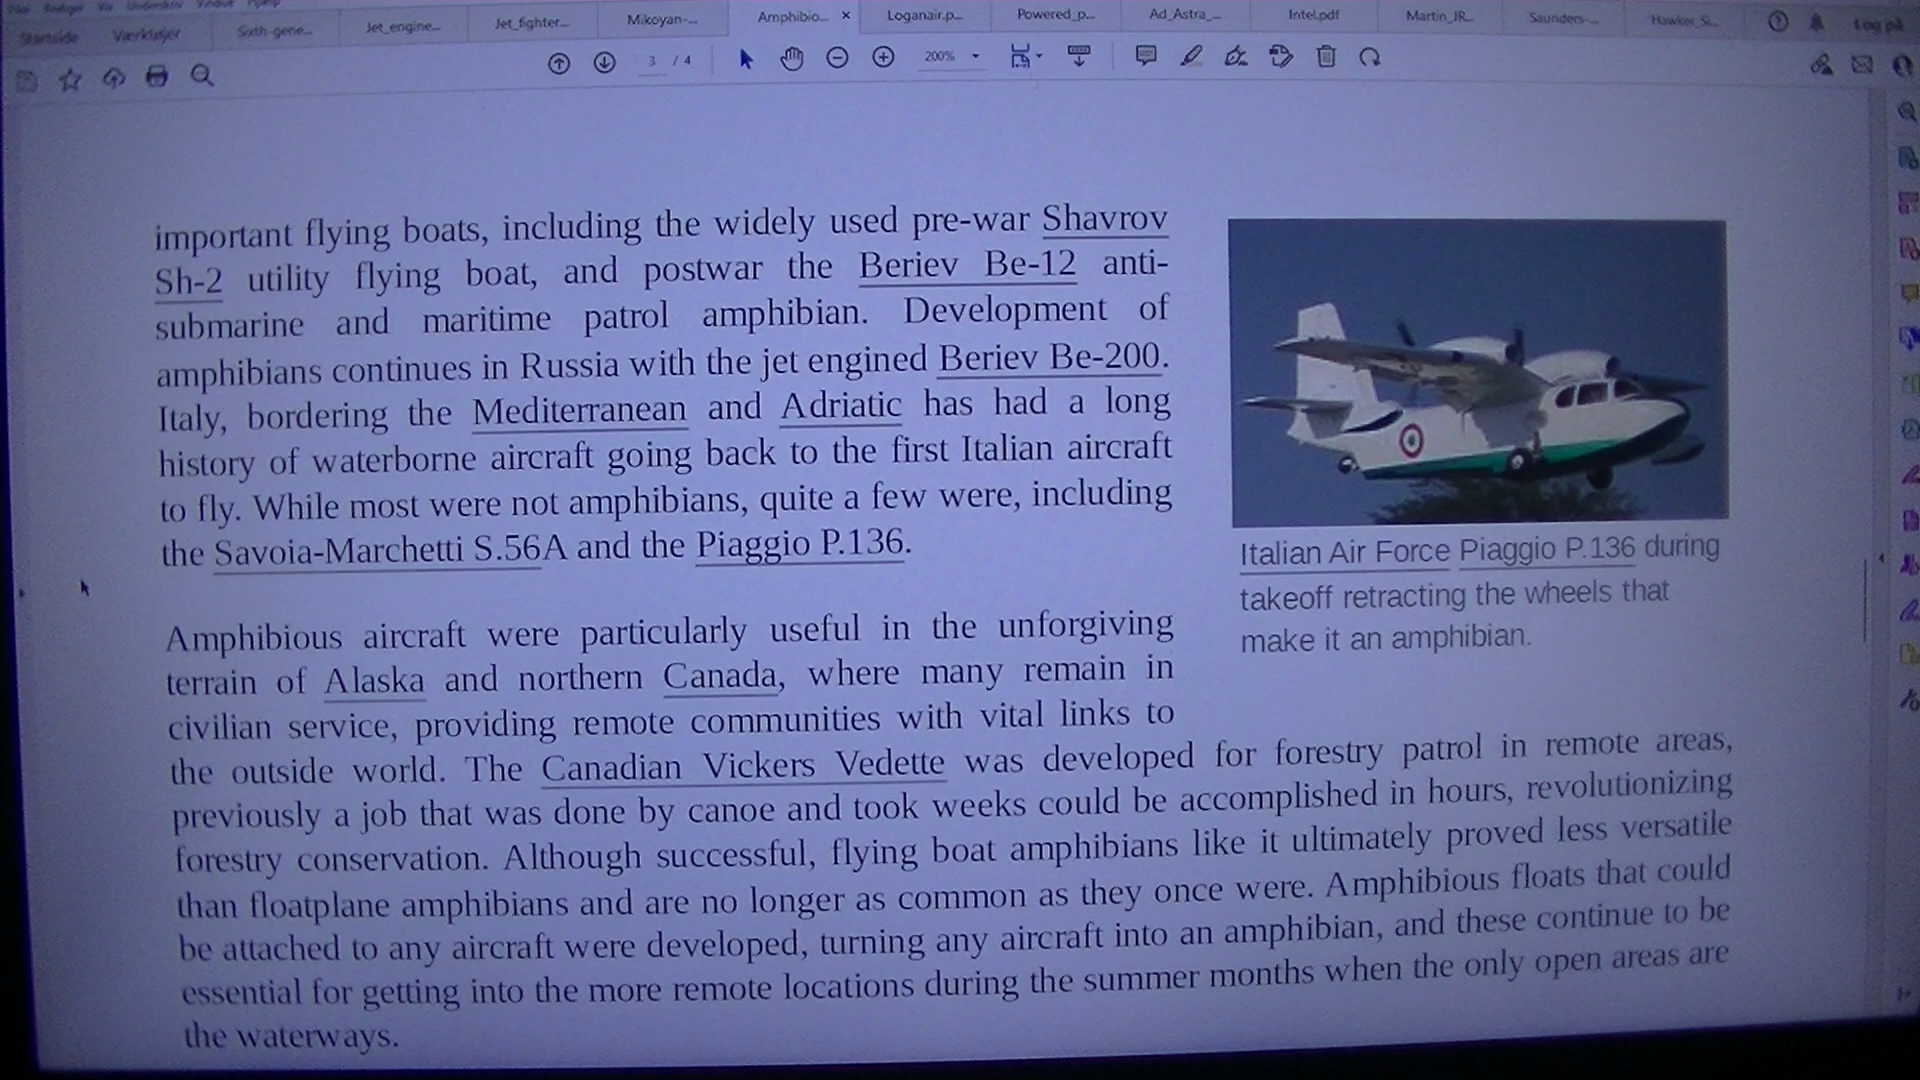 Startside
Værktøjer
Sixth-gene...
Jet_engine...
Jet_fighter...
Mikoyan-...
Amphibio...
Loganair.p...
Powered_p...
Ad_Astra_...
Intel.pdf
Martin_JR...
Saunders-...
Hawker_Si...
Log på
3 / 4
200%
important flying boats, including the widely used pre-war Shavrov
Sh-2 utility flying boat, and postwar the Beriev Be-12 anti-
submarine and maritime patrol amphibian. Development of
amphibians continues in Russia with the jet engined Beriev Be-200.
Italy, bordering the Mediterranean and Adriatic has had a long
history of waterborne aircraft going back to the first Italian aircraft
to fly. While most were not amphibians, quite a few were, including
the Savoia-Marchetti S.56A and the Piaggio P.136.
Italian Air Force Piaggio P.136 during
takeoff retracting the wheels that
make it an amphibian.
Amphibious aircraft were particularly useful in the unforgiving
terrain of Alaska and northern Canada, where many remain in
civilian service, providing remote communities with vital links to
the outside world. The Canadian Vickers Vedette was developed for forestry patrol in remote areas,
previously a job that was done by canoe and took weeks could be accomplished in hours, revolutionizing
forestry conservation. Although successful, flying boat amphibians like it ultimately proved less versatile
than floatplane amphibians and are no longer as common as they once were. Amphibious floats that could
be attached to any aircraft were developed, turning any aircraft into an amphibian, and these continue to be
essential for getting into the more remote locations during the summer months when the only open areas are
the waterways.